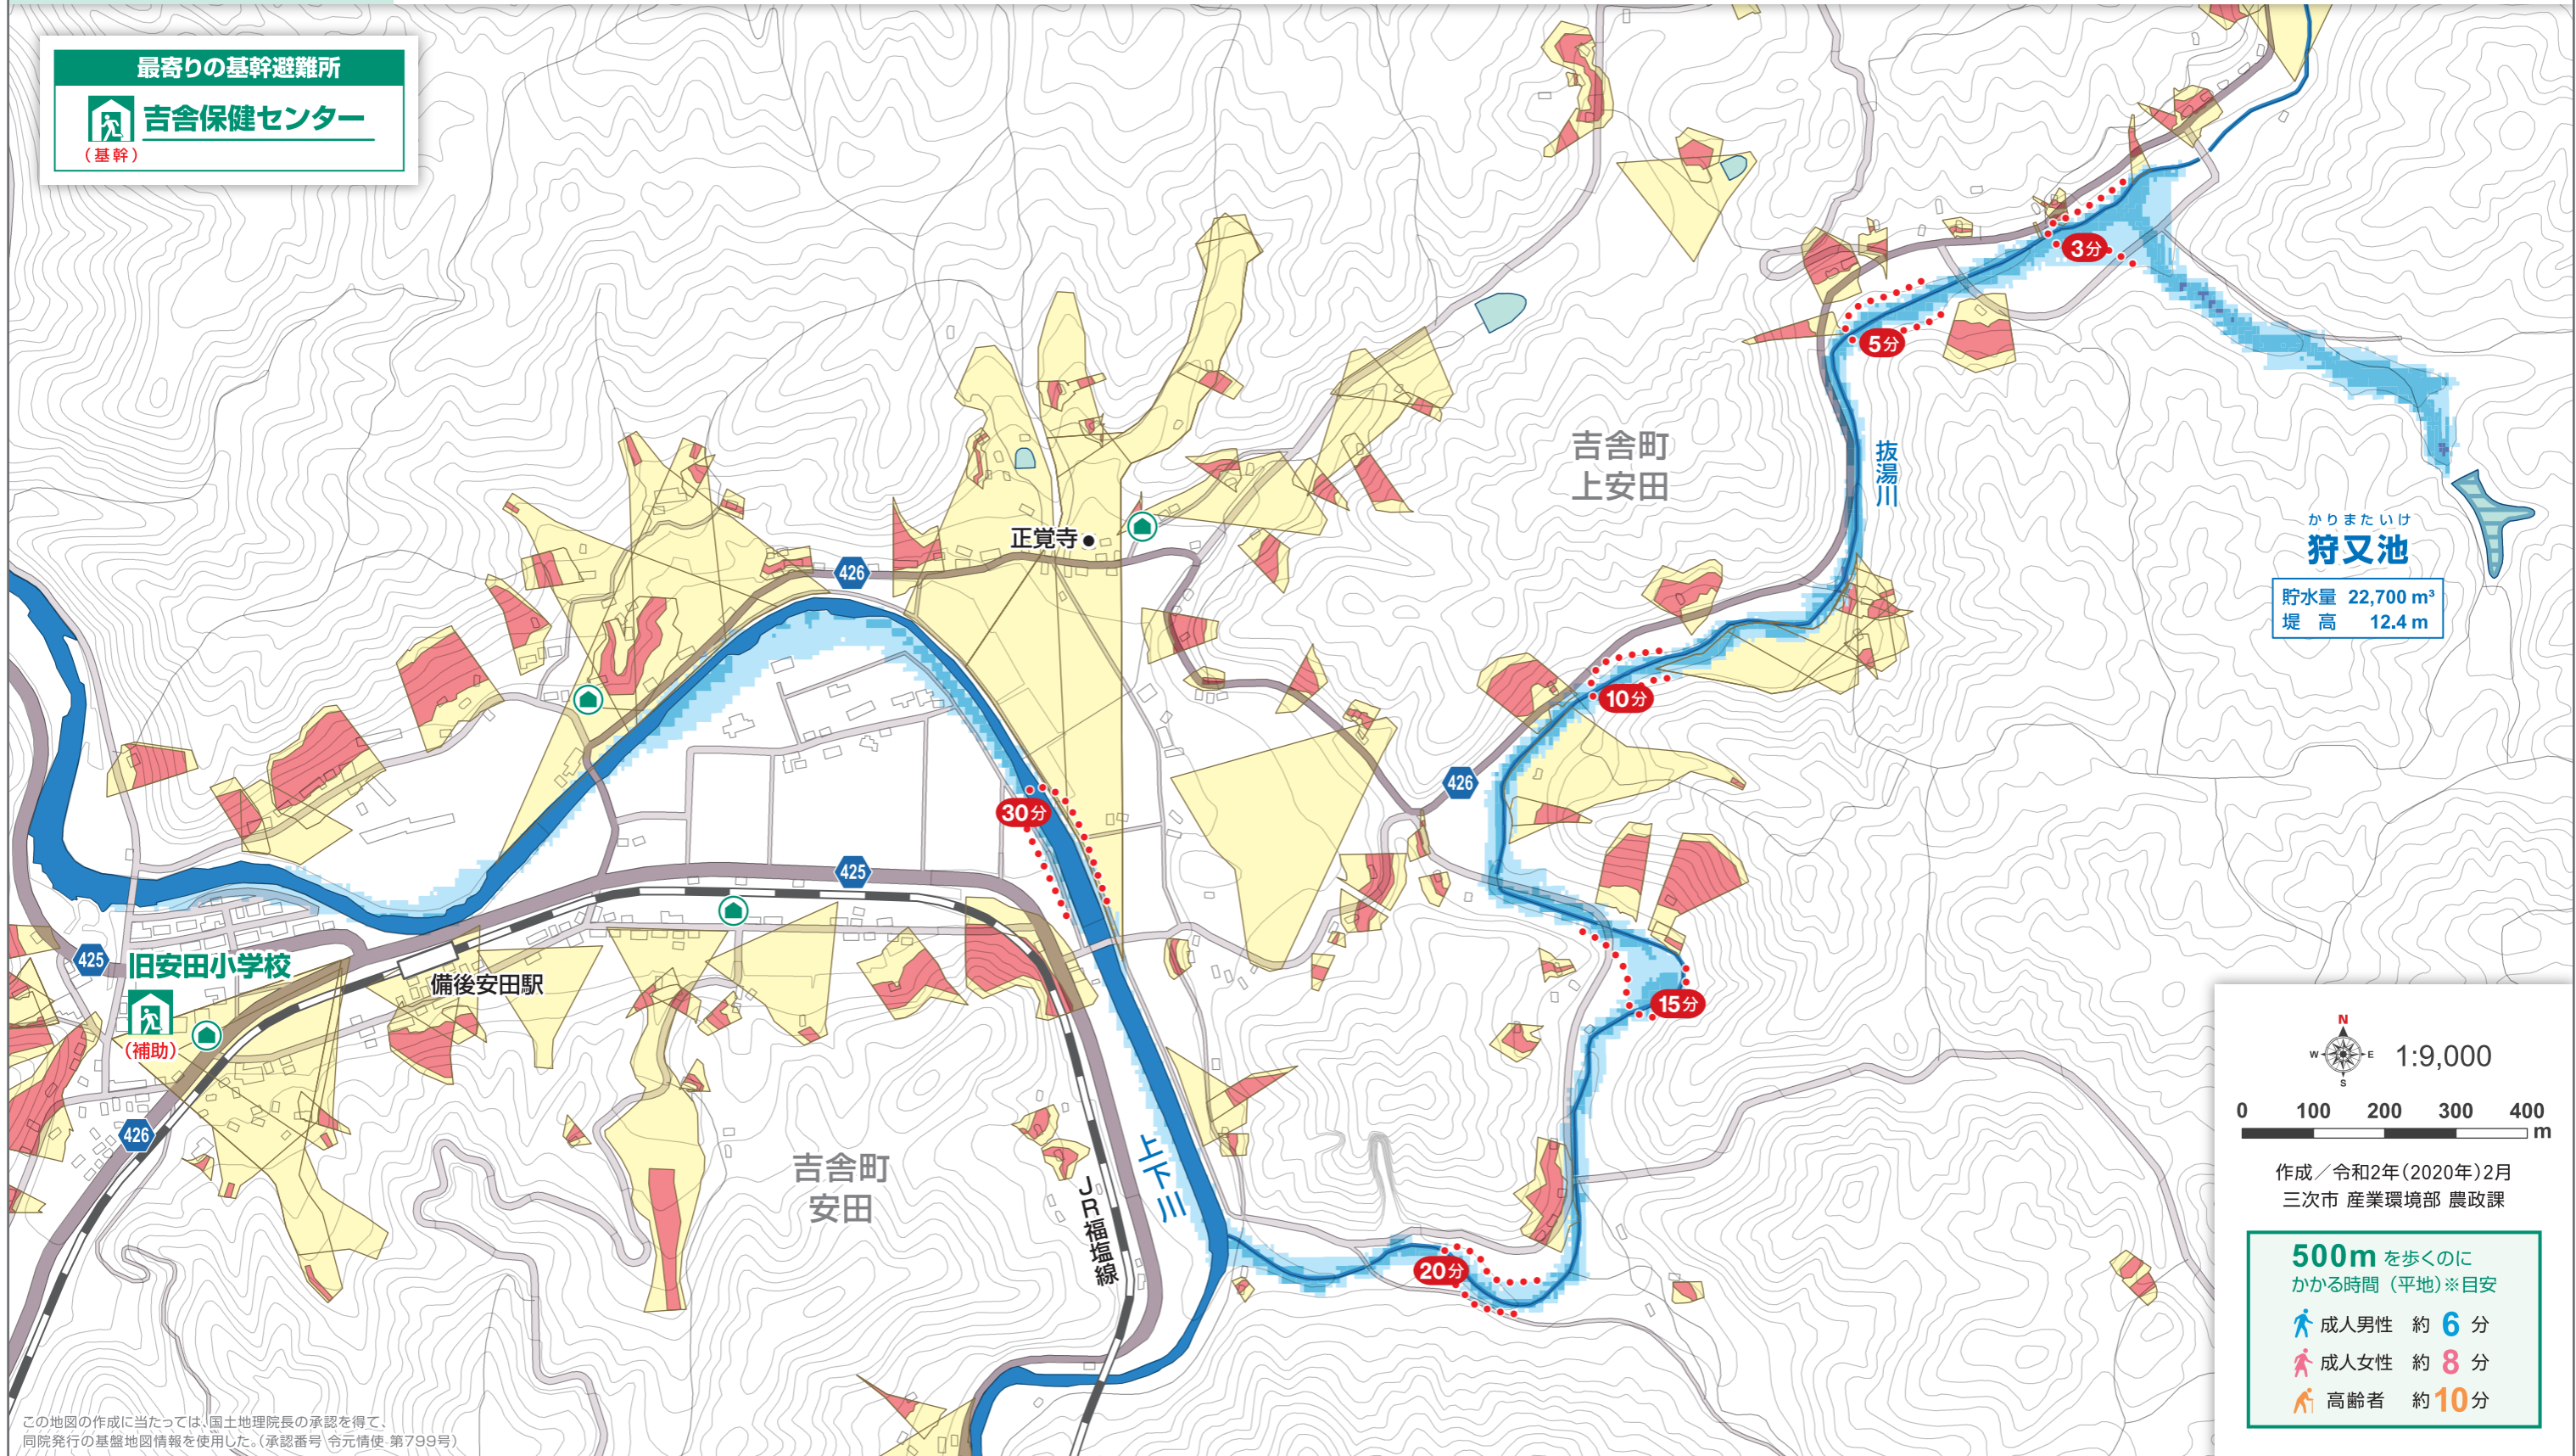 最寄りの基幹避難所
吉舎保健センター
(基幹)
3分
5分
吉舎町
上安田
抜湯川
かりまたいけ
狩又池
貯水量 22,700 m³
堤 高 12.4 m
正覚寺
426
10分
426
30分
425
15分
425
旧安田小学校
(補助)
備後安田駅
426
吉舎町
安田
JR福塩線
上下川
20分
N
W
E
S
1:9,000
0 100 200 300 400
m
作成/令和2年(2020年)2月
三次市 産業環境部 農政課
500m を歩くのに
かかる時間(平地)※目安
成人男性 約 6 分
成人女性 約 8 分
高齢者 約 10 分
この地図の作成に当たっては、国土地理院長の承認を得て、
同院発行の基盤地図情報を使用した。(承認番号 令元情使 第799号)